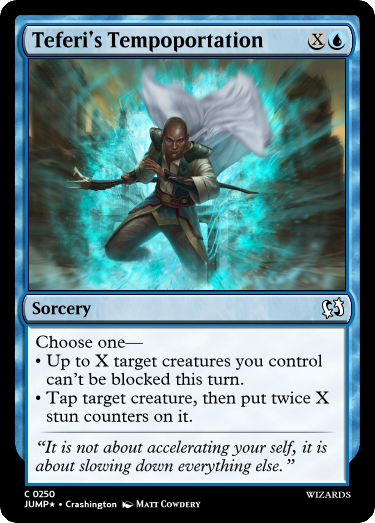 Teferi's Tempoportation XU
Sorcery
Choose one—
• Up to X target creatures you control
can't be blocked this turn.
• Tap target creature, then put twice X
stun counters on it.
“It is not about accelerating your self, it is
about slowing down everything else.”
C 0250
JUMP★ • Crashington Matt Cowdery WIZARDS